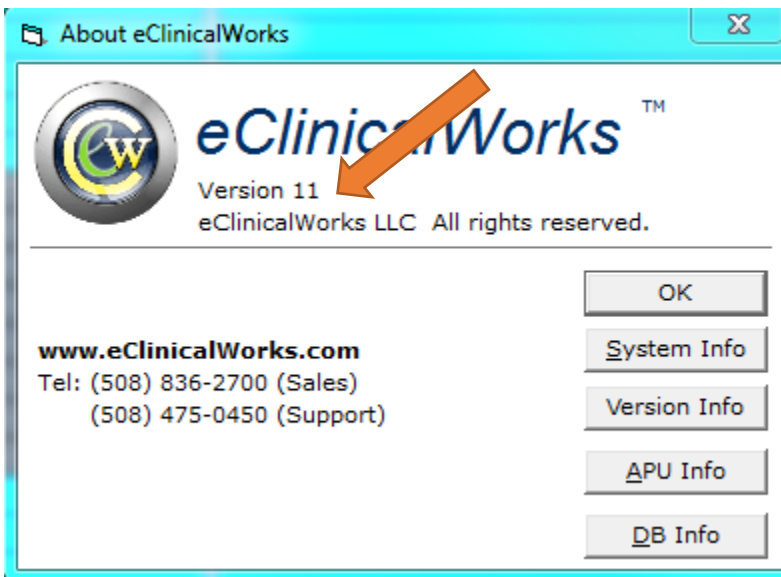 About eClinicalWorks
eCw
eClinicalWorks ™
Version 11
eClinicalWorks LLC All rights reserved.
OK
www.eClinicalWorks.com
System Info
Tel: (508) 836-2700 (Sales)
Version Info
(508) 475-0450 (Support)
APU Info
DB Info